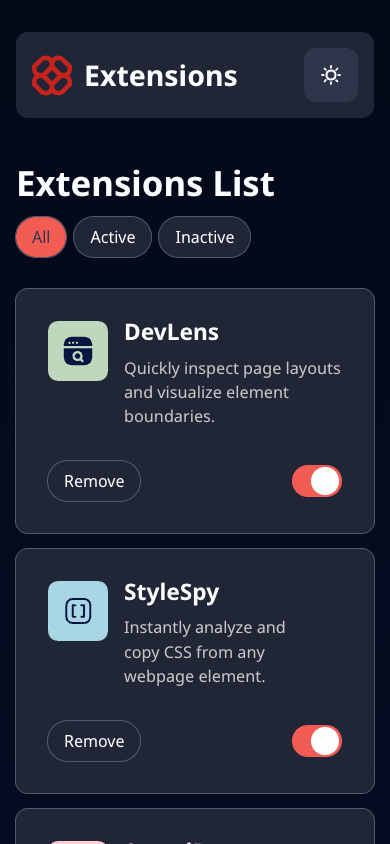 Extensions
Extensions List
All
Active
Inactive
DevLens
Quickly inspect page layouts
and visualize element
boundaries.
Remove
StyleSpy
Instantly analyze and
copy CSS from any
webpage element.
Remove